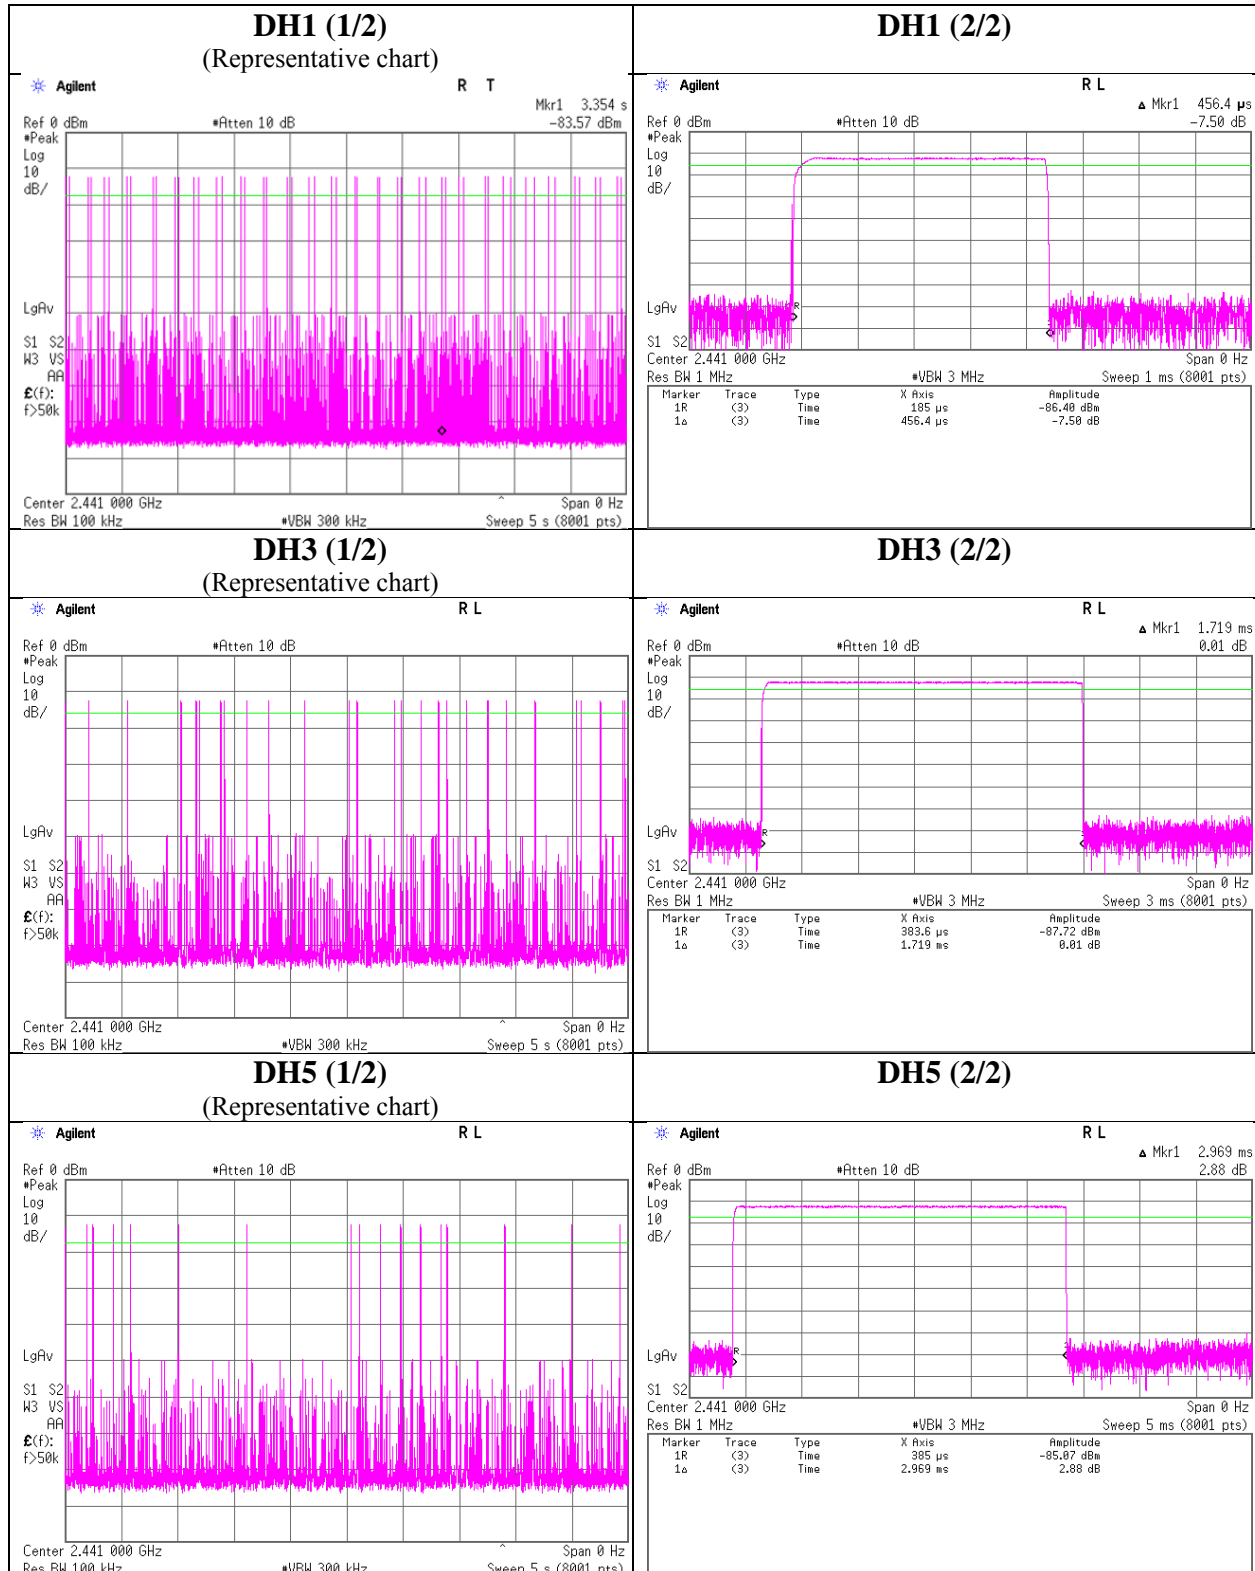 DH1 (1/2)
(Representative chart)
Agilent
R T
Mkr1 3.354 s
Ref 0 dBm #Atten 10 dB -83.57 dBm
#Peak
Log
10
dB/
LgAv
S1 S2
W3 VS
AA
£(f):
f>50k
Center 2.441 000 GHz ^ Span 0 Hz
Res BW 100 kHz #VBW 300 kHz Sweep 5 s (8001 pts)
DH1 (2/2)
Agilent
R L
Δ Mkr1 456.4 µs
Ref 0 dBm #Atten 10 dB -7.50 dB
#Peak
Log
10
dB/
R
LgAv
S1 S2
Center 2.441 000 GHz Span 0 Hz
Res BW 1 MHz #VBW 3 MHz Sweep 1 ms (8001 pts)
Marker Trace Type X Axis Amplitude
1R (3) Time 185 µs -86.40 dBm
1Δ (3) Time 456.4 µs -7.50 dB
DH3 (1/2)
(Representative chart)
Agilent
R L
Ref 0 dBm #Atten 10 dB
#Peak
Log
10
dB/
LgAv
S1 S2
W3 VS
AA
£(f):
f>50k
Center 2.441 000 GHz ^ Span 0 Hz
Res BW 100 kHz #VBW 300 kHz Sweep 5 s (8001 pts)
DH3 (2/2)
Agilent
R L
Δ Mkr1 1.719 ms
Ref 0 dBm #Atten 10 dB 0.01 dB
#Peak
Log
10
dB/
R
LgAv
S1 S2
Center 2.441 000 GHz Span 0 Hz
Res BW 1 MHz #VBW 3 MHz Sweep 3 ms (8001 pts)
Marker Trace Type X Axis Amplitude
1R (3) Time 383.6 µs -87.72 dBm
1Δ (3) Time 1.719 ms 0.01 dB
DH5 (1/2)
(Representative chart)
Agilent
R L
Ref 0 dBm #Atten 10 dB
#Peak
Log
10
dB/
LgAv
S1 S2
W3 VS
AA
£(f):
f>50k
Center 2.441 000 GHz ^ Span 0 Hz
Res BW 100 kHz #VBW 300 kHz Sweep 5 s (8001 pts)
DH5 (2/2)
Agilent
R L
Δ Mkr1 2.969 ms
Ref 0 dBm #Atten 10 dB 2.88 dB
#Peak
Log
10
dB/
R
LgAv
S1 S2
Center 2.441 000 GHz Span 0 Hz
Res BW 1 MHz #VBW 3 MHz Sweep 5 ms (8001 pts)
Marker Trace Type X Axis Amplitude
1R (3) Time 385 µs -85.07 dBm
1Δ (3) Time 2.969 ms 2.88 dB